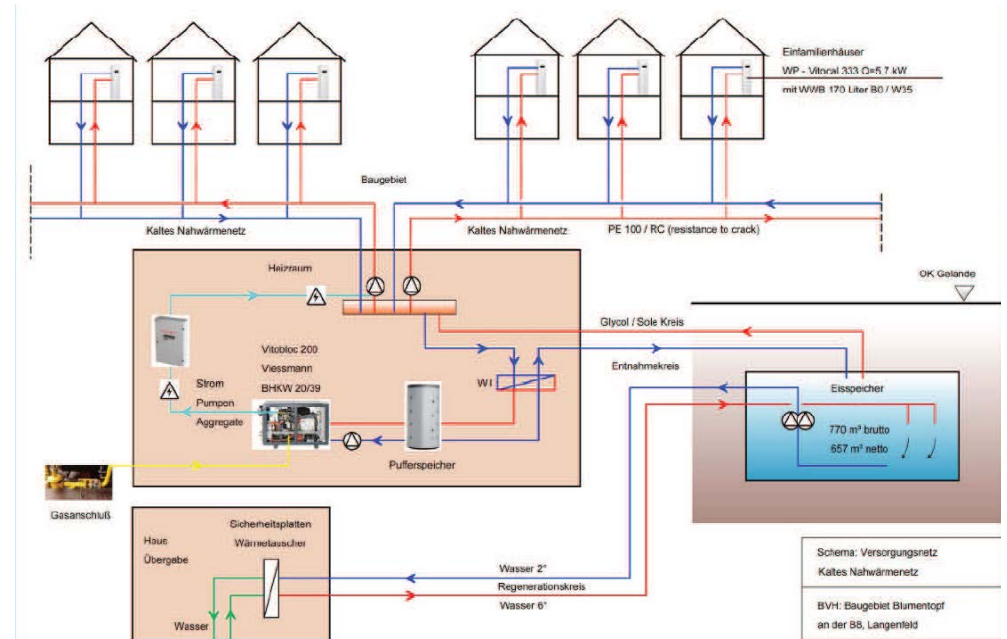 Einfamilienhäuser
WP - Vitocal 333 Q=5,7 kW
mit WWB 170 Liter B0 / W35
Baugebiet
Kaltes Nahwärmenetz
Kaltes Nahwärmenetz
PE 100 / RC (resistance to crack)
Heizraum
OK Gelände
Glycol / Sole Kreis
Entnahmekreis
Vitobloc 200
Viessmann
BHKW 20/39
Strom
Pumpen
Aggregate
Pufferspeicher
Eisspeicher
770 m³ brutto
657 m³ netto
Gasanschluß
Haus
Übergabe
Sicherheitsplatten
Wärmetauscher
Wasser
Wasser 2°
Regenerationskreis
Wasser 6°
Schema: Versorgungsnetz
Kaltes Nahwärmenetz
BVH: Baugebiet Blumentopf
an der B8, Langenfeld